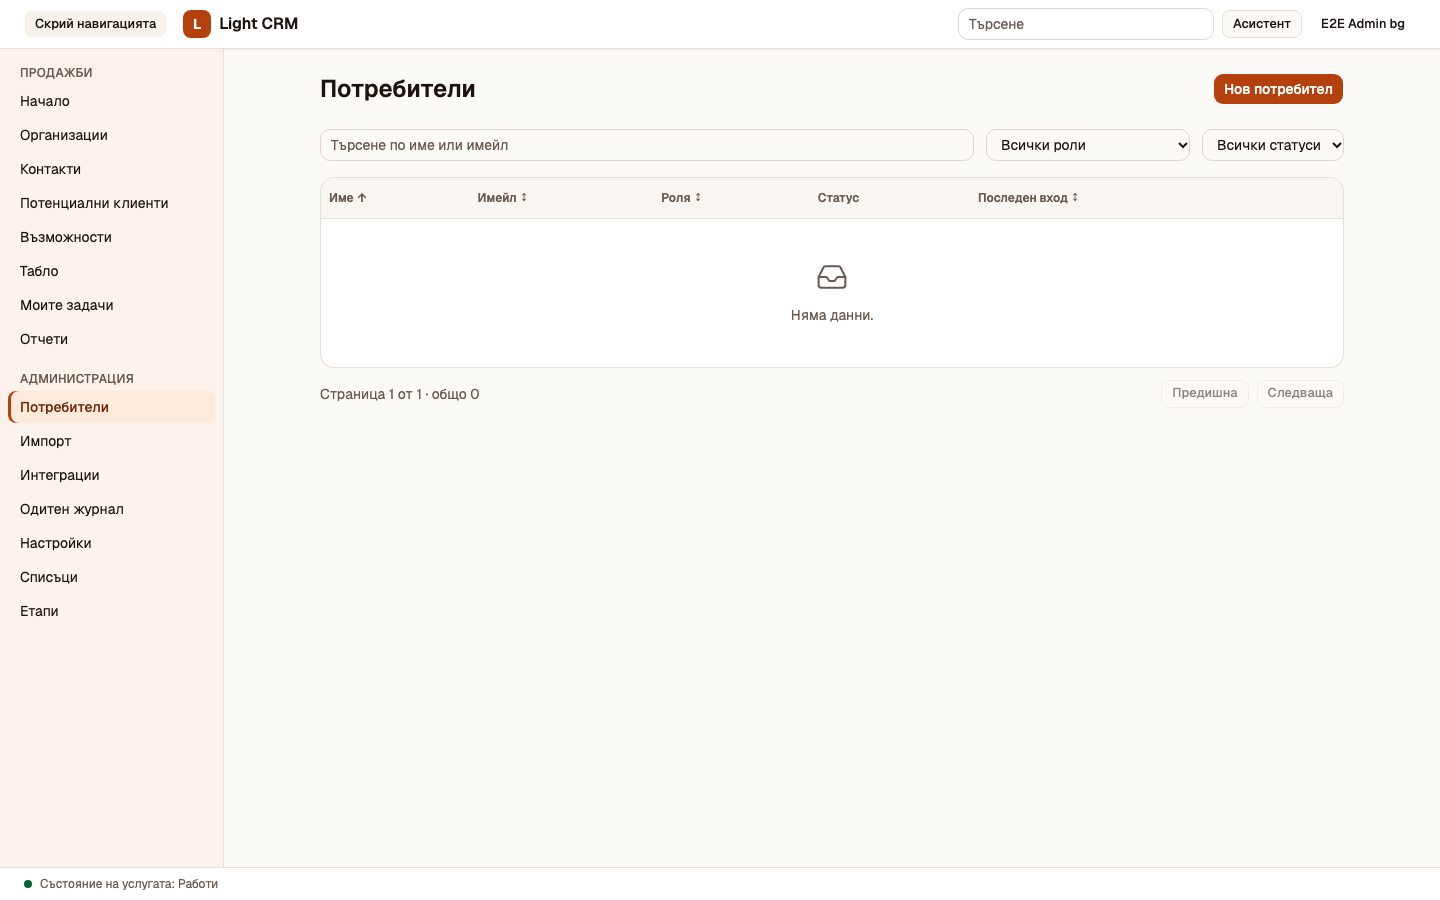 Скрий навигацията
L
Light CRM
Търсене
Асистент
E2E Admin bg
ПРОДАЖБИ
Начало
Организации
Контакти
Потенциални клиенти
Възможности
Табло
Моите задачи
Отчети
АДМИНИСТРАЦИЯ
Потребители
Импорт
Интеграции
Одитен журнал
Настройки
Списъци
Етапи
Потребители
Нов потребител
Търсене по име или имейл
Всички роли
Всички статуси
Име ↑
Имейл ↕
Роля ↕
Статус
Последен вход ↕
Няма данни.
Страница 1 от 1 · общо 0
Предишна
Следваща
Състояние на услугата: Работи